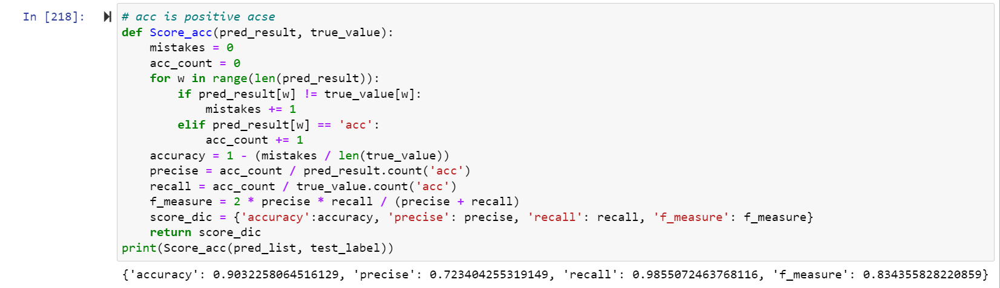 In [218]:
# acc is positive acse
def Score_acc(pred_result, true_value):
    mistakes = 0
    acc_count = 0
    for w in range(len(pred_result)):
        if pred_result[w] != true_value[w]:
            mistakes += 1
        elif pred_result[w] == 'acc':
            acc_count += 1
    accuracy = 1 - (mistakes / len(true_value))
    precise = acc_count / pred_result.count('acc')
    recall = acc_count / true_value.count('acc')
    f_measure = 2 * precise * recall / (precise + recall)
    score_dic = {'accuracy':accuracy, 'precise': precise, 'recall': recall, 'f_measure': f_measure}
    return score_dic
print(Score_acc(pred_list, test_label))
{'accuracy': 0.9032258064516129, 'precise': 0.723404255319149, 'recall': 0.9855072463768116, 'f_measure': 0.834355828220859}